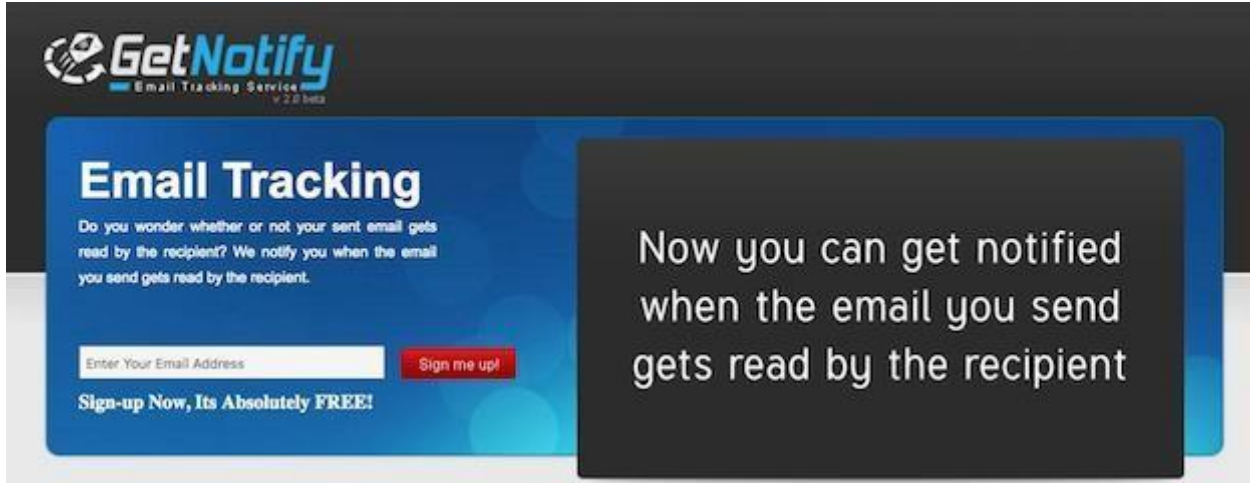 GetNotify
Email Tracking Service
v 2.0 beta
Email Tracking
Do you wonder whether or not your sent email gets
read by the recipient? We notify you when the email
you send gets read by the recipient.
Enter Your Email Address
Sign me up!
Sign-up Now, Its Absolutely FREE!
Now you can get notified
when the email you send
gets read by the recipient